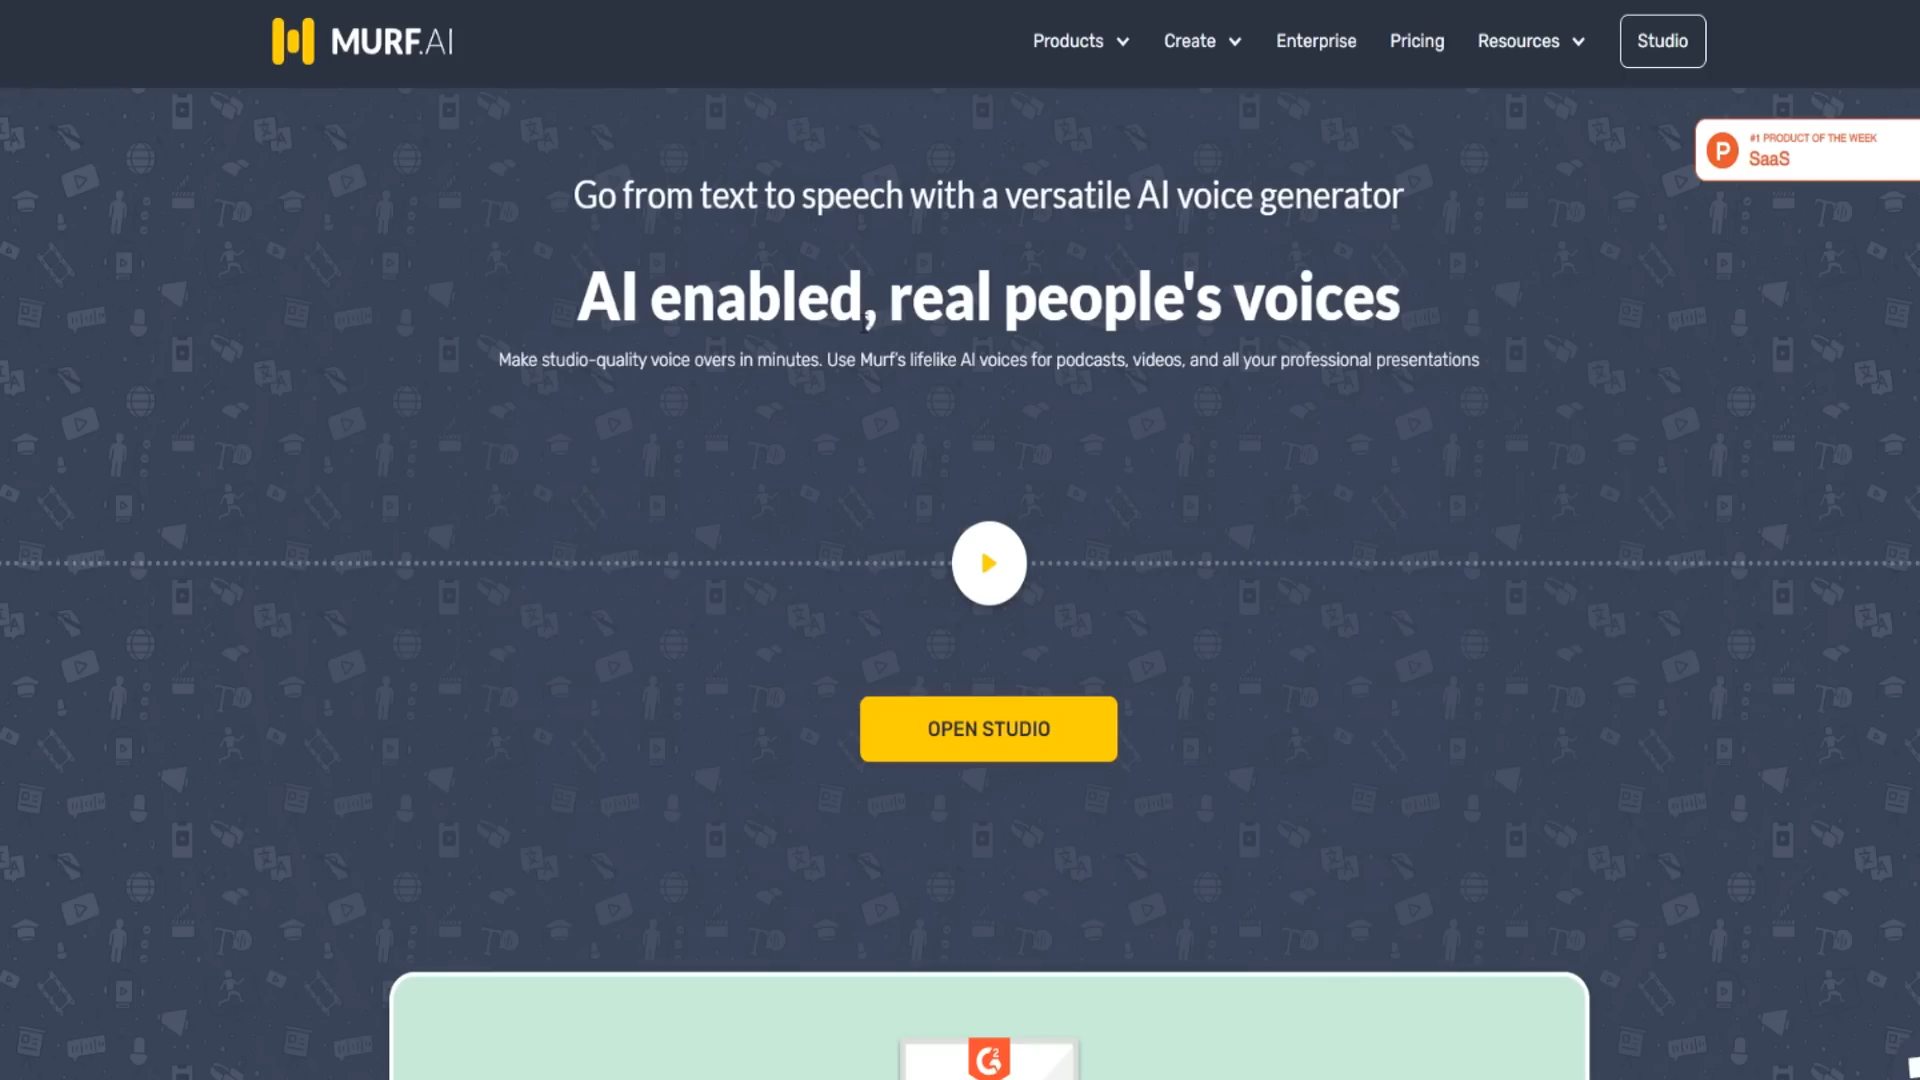 MURF.AI
Products
Create
Enterprise
Pricing
Resources
Studio
#1 PRODUCT OF THE WEEK
SaaS
Go from text to speech with a versatile AI voice generator
AI enabled, real people's voices
Make studio-quality voice overs in minutes. Use Murf's lifelike AI voices for podcasts, videos, and all your professional presentations
OPEN STUDIO